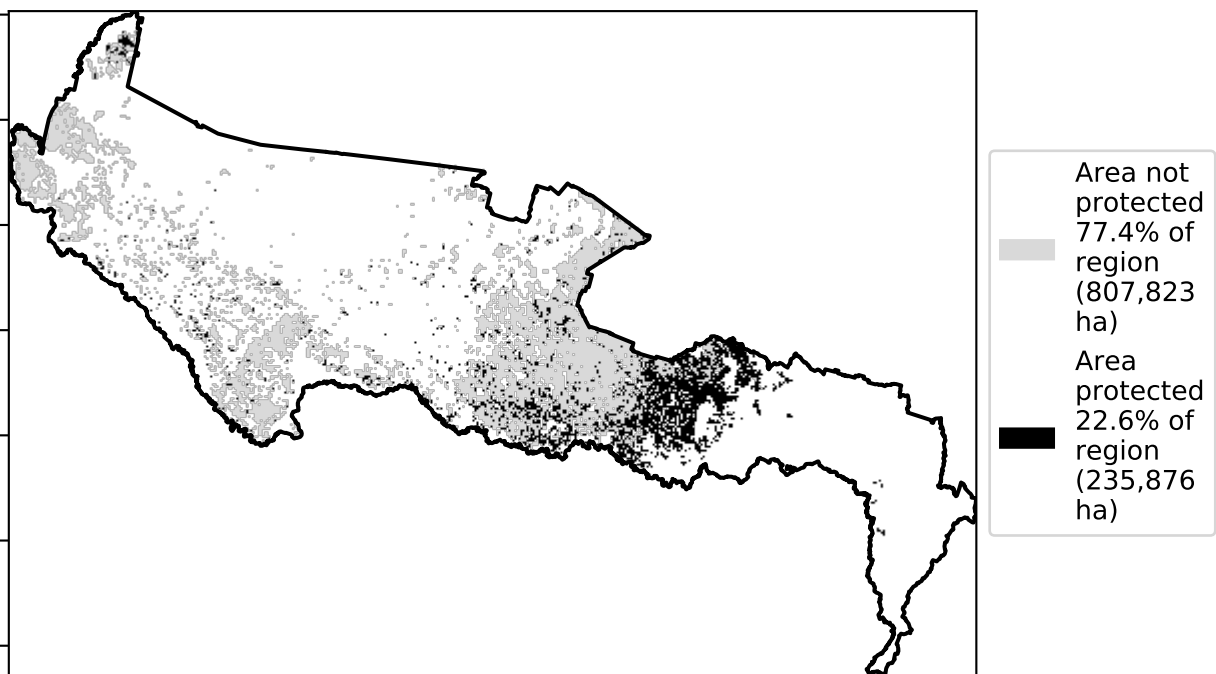 Area not
protected
77.4% of
region
(807,823
ha)
Area
protected
22.6% of
region
(235,876
ha)